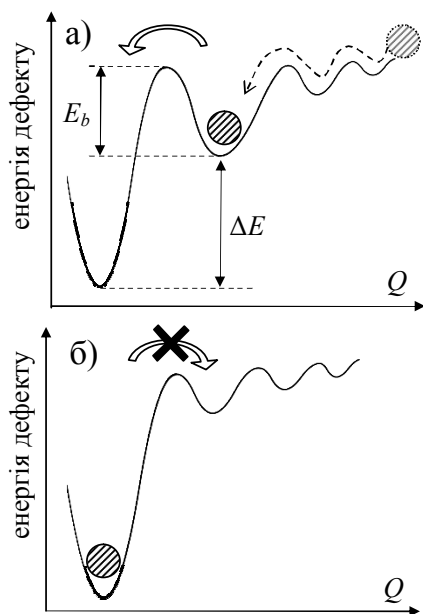 а)
енергія дефекту
E_b
ΔE
Q
б)
енергія дефекту
Q